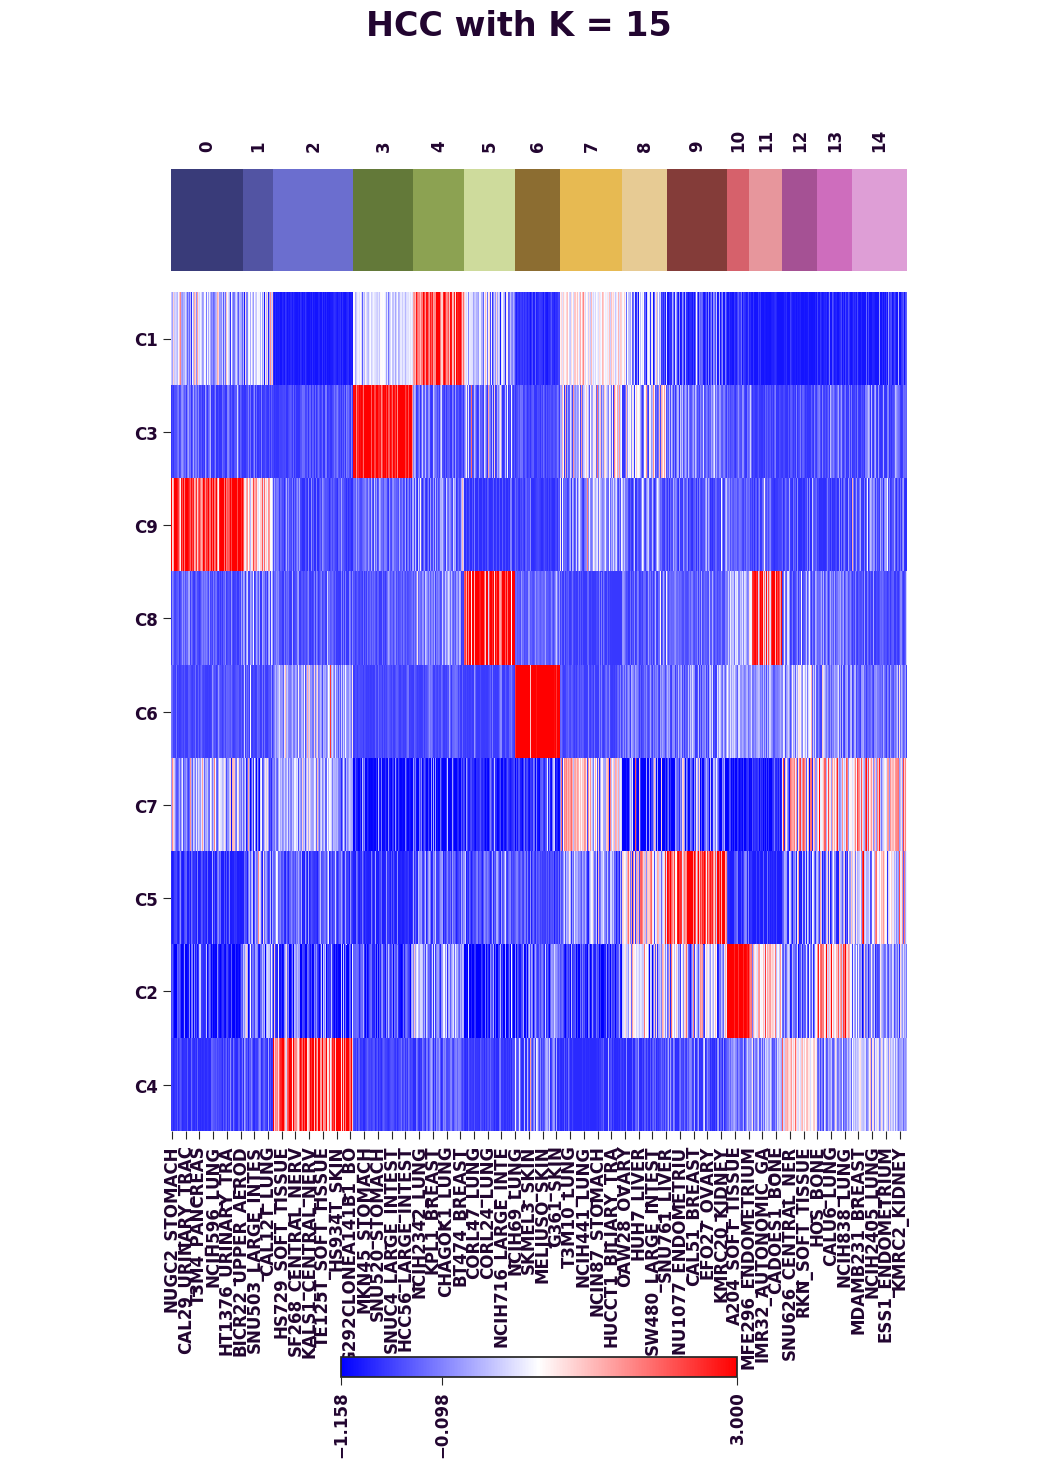 HCC with K = 15
0 1 2 3 4 5 6 7 8 9 10 11 12 13 14
C1
C3
C9
C8
C6
C7
C5
C2
C4
NUGC2_STOMACH
CAL29_URINARY_TRAC
T3M4_PANCREAS
NCIH596_LUNG
HT1376_URINARY_TRA
BICR22_UPPER_AEROD
SNU503_LARGE_INTES
CAL12T_LUNG
HS729_SOFT_TISSUE
SF268_CENTRAL_NERV
KALS1_CENTRAL_NERV
TE125T_SOFT_TISSUE
HS934T_SKIN
G292CLONEA141B1_BO
MKN45_STOMACH
SNU520_STOMACH
SNUC4_LARGE_INTEST
HCC56_LARGE_INTEST
NCIH2342_LUNG
KPL1_BREAST
CHAGOK1_LUNG
BT474_BREAST
CORL47_LUNG
CORL24_LUNG
NCIH716_LARGE_INTE
NCIH69_LUNG
SKMEL3_SKIN
MELJUSO_SKIN
G361_SKIN
T3M10_LUNG
NCIH441_LUNG
NCIN87_STOMACH
HUCCT1_BILIARY_TRA
OAW28_OVARY
HUH7_LIVER
SW480_LARGE_INTEST
SNU761_LIVER
SNU1077_ENDOMETRIU
CAL51_BREAST
EFO27_OVARY
KMRC20_KIDNEY
A204_SOFT_TISSUE
MFE296_ENDOMETRIUM
IMR32_AUTONOMIC_GA
CADOES1_BONE
SNU626_CENTRAL_NER
RKN_SOFT_TISSUE
HOS_BONE
CALU6_LUNG
NCIH838_LUNG
MDAMB231_BREAST
NCIH2405_LUNG
ESS1_ENDOMETRIUM
KMRC2_KIDNEY
−1.158
−0.098
3.000